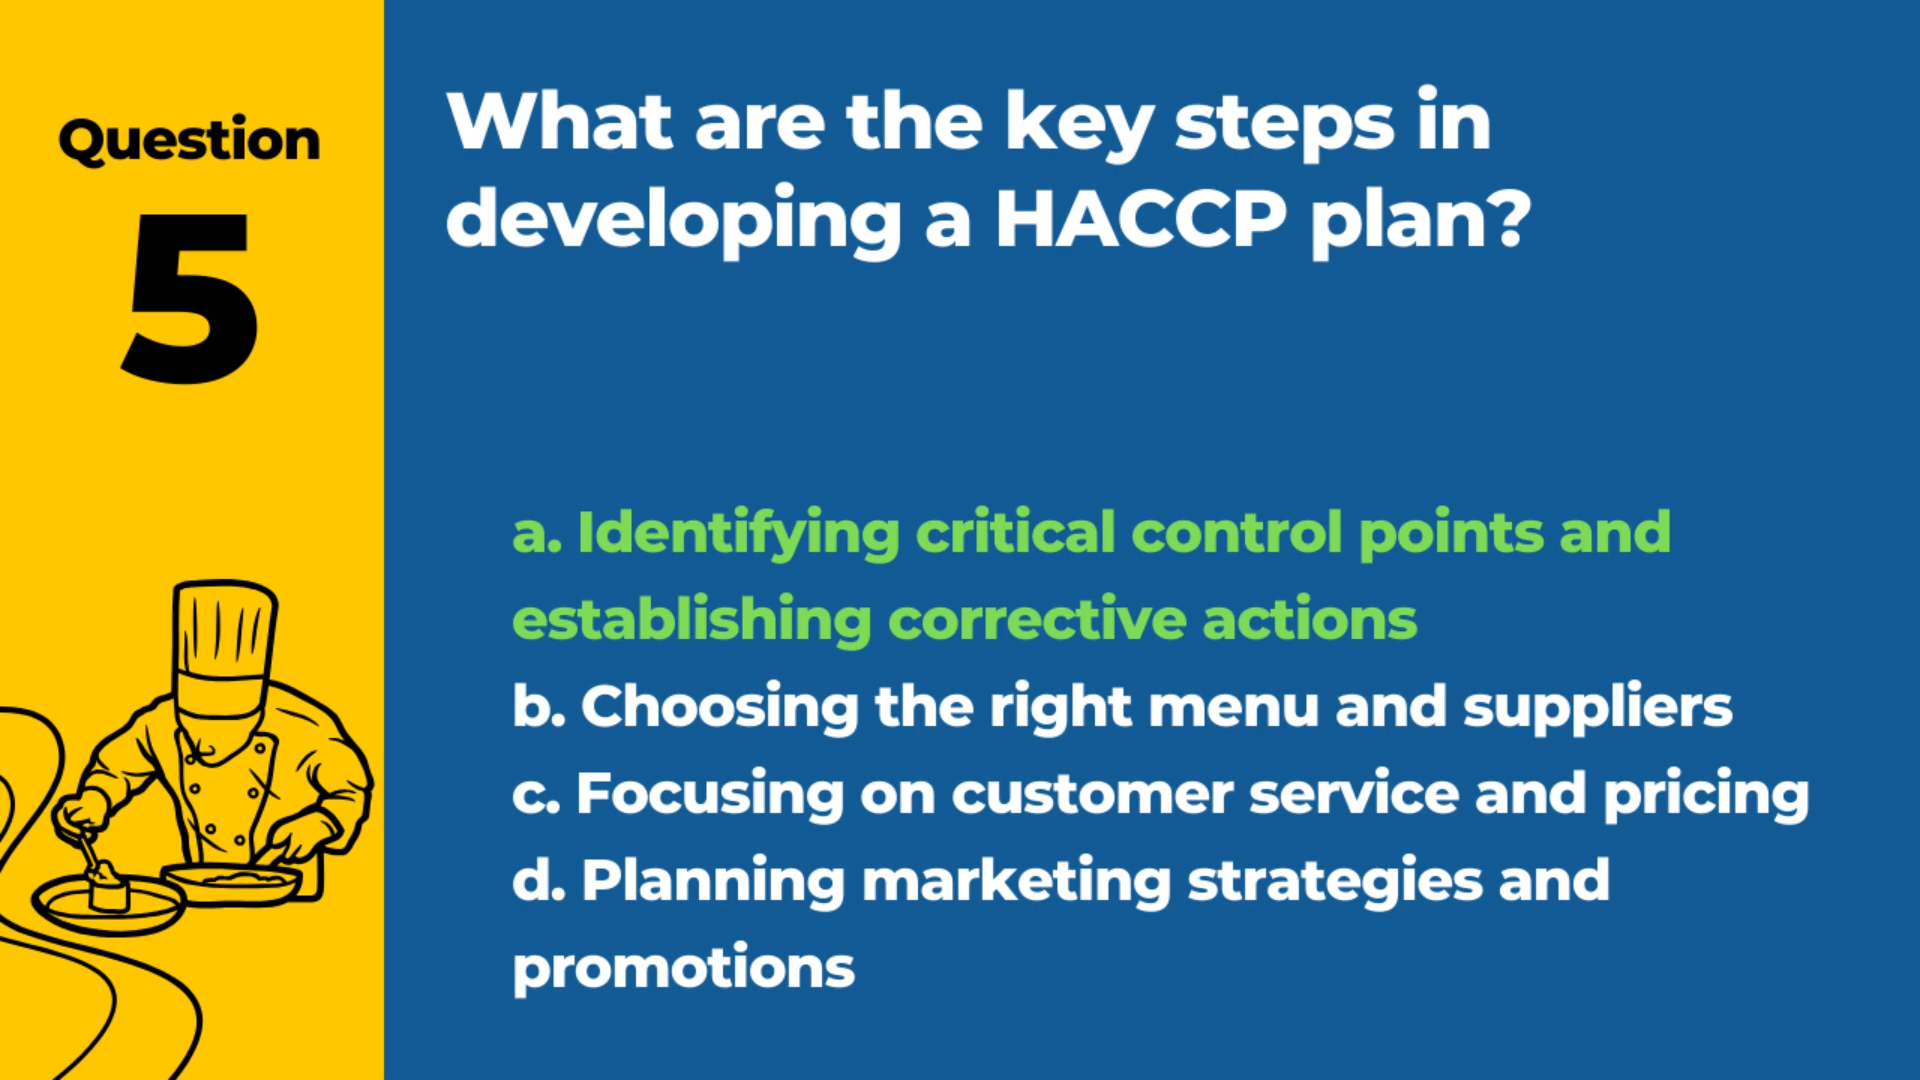 Question
5
What are the key steps in
developing a HACCP plan?
a. Identifying critical control points and
establishing corrective actions
b. Choosing the right menu and suppliers
c. Focusing on customer service and pricing
d. Planning marketing strategies and
promotions